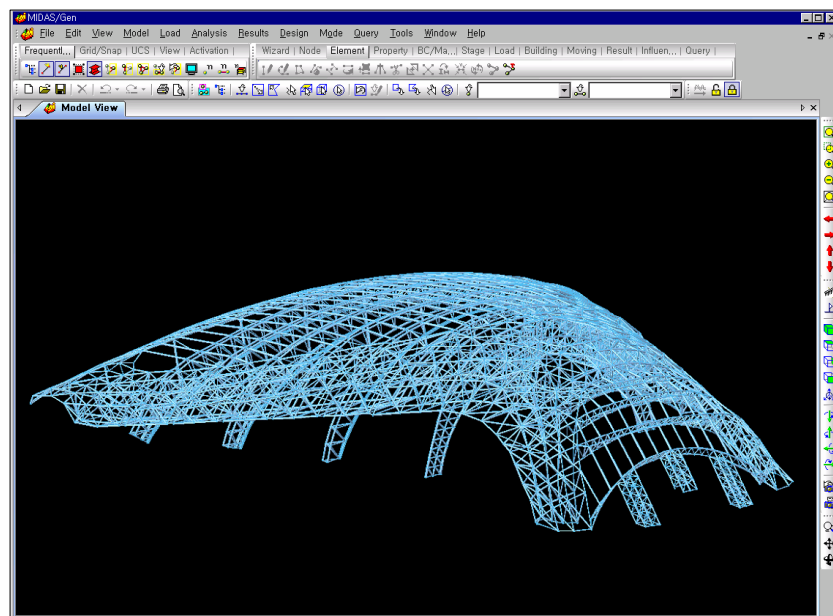 MIDAS/Gen
File Edit View Model Load Analysis Results Design Mode Query Tools Window Help
Frequentl... Grid/Snap UCS View Activation Wizard Node Element Property BC/Ma... Stage Load Building Moving Result Influen... Query
Model View